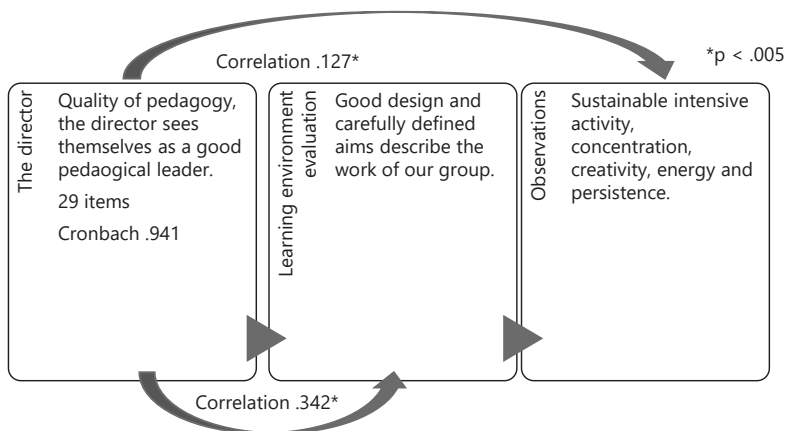 Correlation .127*
*p < .005
The director
Quality of pedagogy,
the director sees
themselves as a good
pedaogical leader.
29 items
Cronbach .941
Learning environment
evaluation
Good design and
carefully defined
aims describe the
work of our group.
Observations
Sustainable intensive
activity,
concentration,
creativity, energy and
persistence.
Correlation .342*